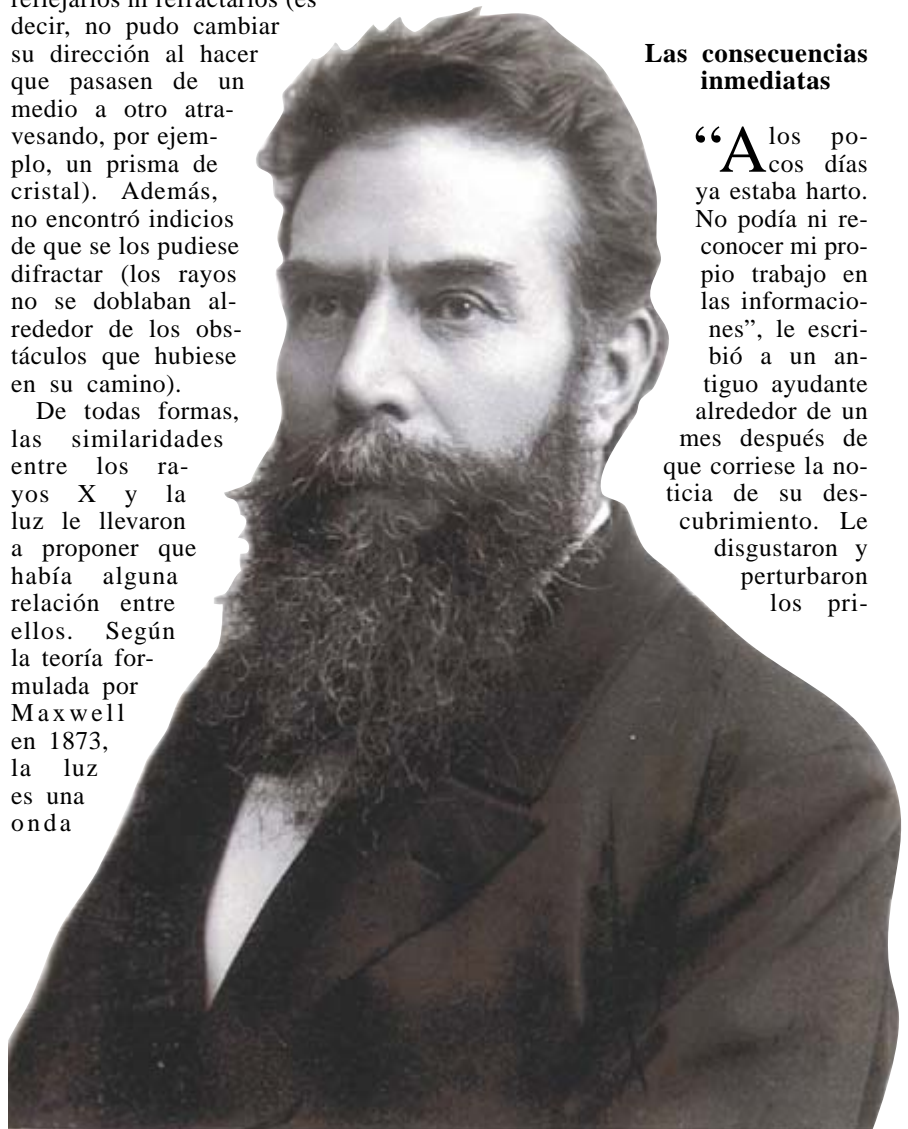 reflejarlos ni refractarlos (es
decir, no pudo cambiar
su dirección al hacer
que pasasen de un
medio a otro atra-
vesando, por ejem-
plo, un prisma de
cristal). Además,
no encontró indicios
de que se los pudiese
difractar (los rayos
no se doblaban al-
rededor de los obs-
táculos que hubiese
en su camino).
De todas formas,
las similaridades
entre los ra-
yos X y la
luz le llevaron
a proponer que
había alguna
relación entre
ellos. Según
la teoría for-
mulada por
Maxwell
en 1873,
la luz
es una
onda
Las consecuencias
inmediatas
“A los po-
cos días
ya estaba harto.
No podía ni re-
conocer mi pro-
pio trabajo en
las informacio-
nes”, le escri-
bió a un an-
tiguo ayudante
alrededor de un
mes después de
que corriese la no-
ticia de su des-
cubrimiento. Le
disgustaron y
perturbaron
los pri-